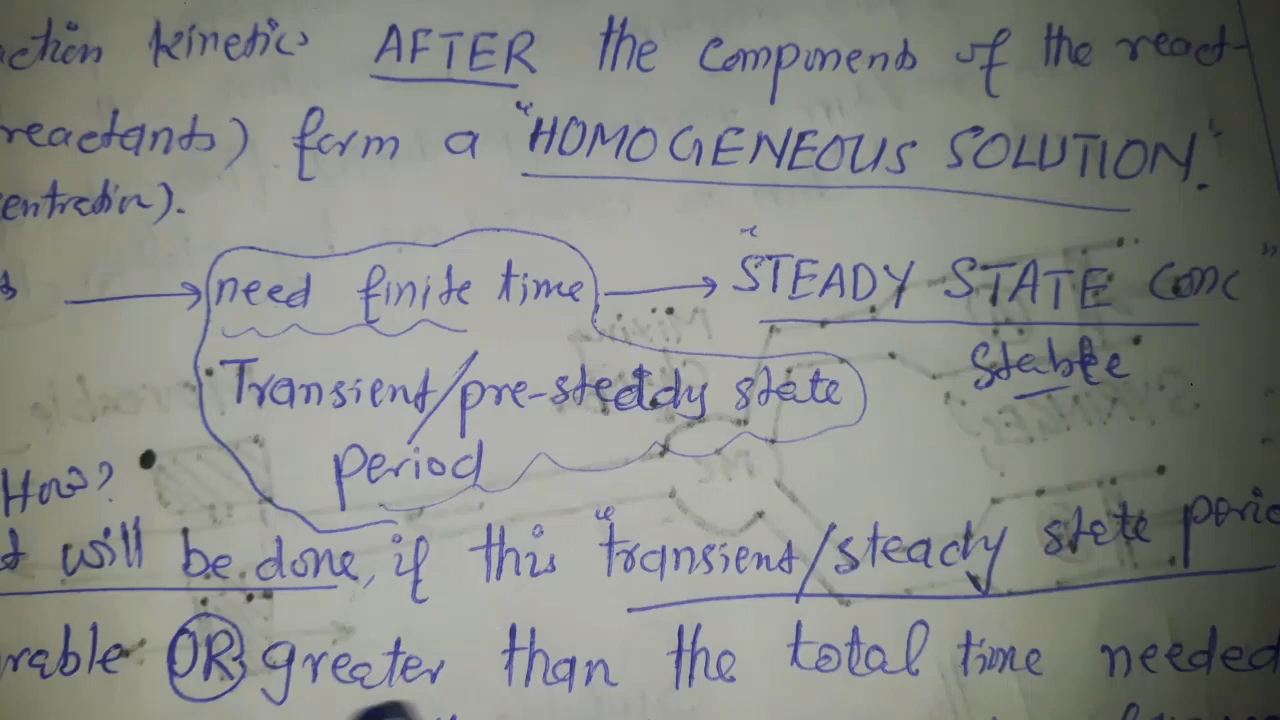 ction kinetics AFTER the components of the react-
reactants) form a "HOMOGENEOUS SOLUTION."
entration).
need finite time → "STEADY STATE conc"
Stable
Transient/pre-steady state
period
How?
t will be done, if this "transient/steady state perio
rable OR greater than the total time needed